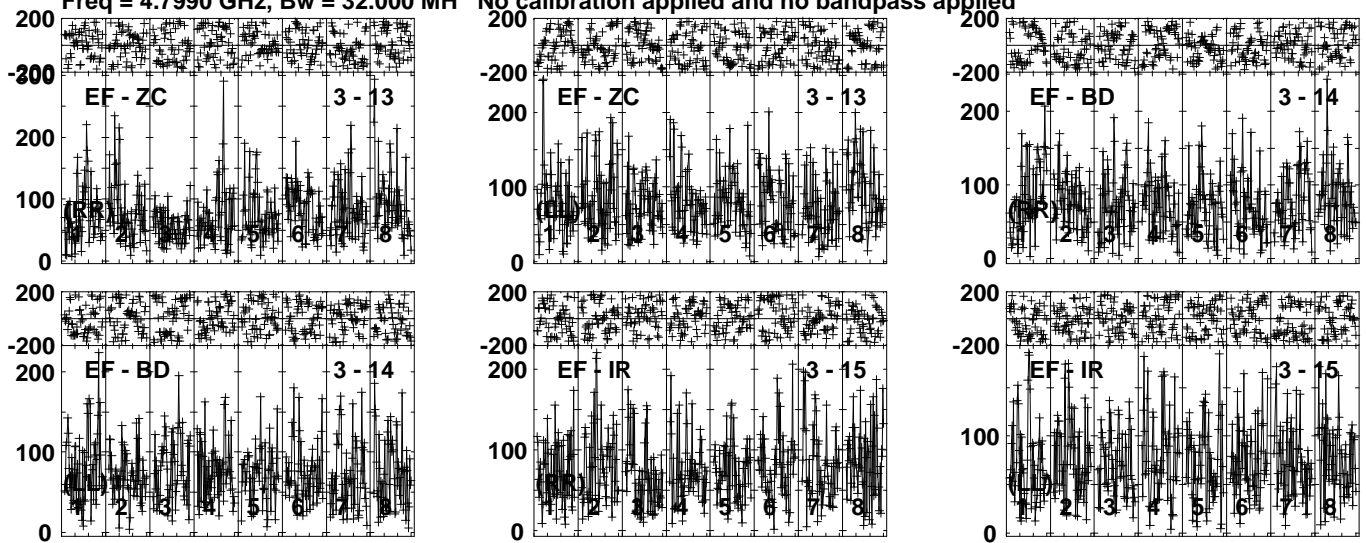 Freq = 4.7990 GHz, Bw = 32.000 MH No calibration applied and no bandpass applied
200
-200
300
EF - ZC 3 - 13
200
100
(RR)
1 2 3 4 5 6 7 8
0
-200
EF - ZC 3 - 13
200
100
(LL)
1 2 3 4 5 6 7 8
0
-200
EF - BD 3 - 14
200
100
(RR)
1 2 3 4 5 6 7 8
0
200
-200
EF - BD 3 - 14
200
100
(LL)
1 2 3 4 5 6 7 8
0
200
-200
EF - IR 3 - 15
200
100
(RR)
1 2 3 4 5 6 7 8
0
200
-200
EF - IR 3 - 15
100
(LL)
1 2 3 4 5 6 7 8
0